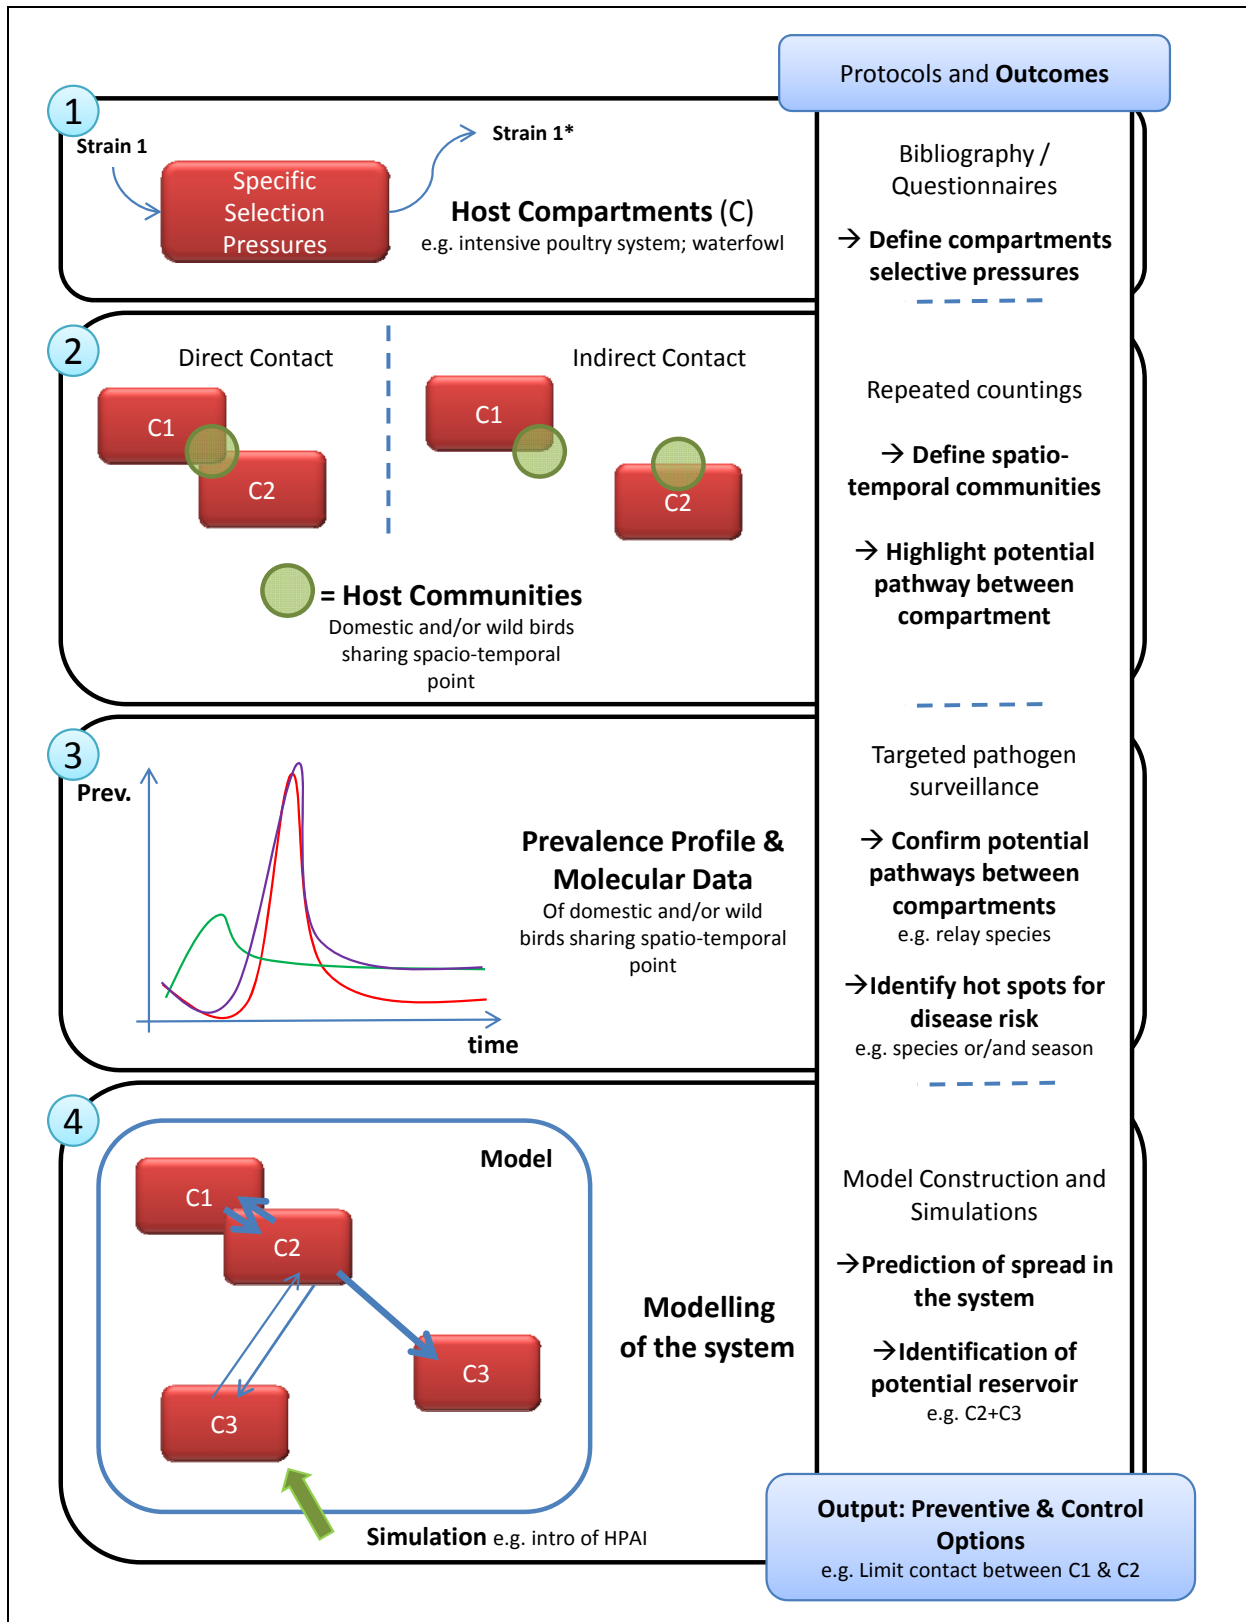 Protocols and Outcomes
1
Strain 1
Strain 1*
Specific
Selection
Pressures
Host Compartments (C)
e.g. intensive poultry system; waterfowl
Bibliography /
Questionnaires
→ Define compartments
selective pressures
2
Direct Contact
Indirect Contact
C1
C2
C1
C2
= Host Communities
Domestic and/or wild birds
sharing spacio-temporal
point
Repeated countings
→ Define spatio-
temporal communities
→ Highlight potential
pathway between
compartment
3
Prev.
time
Prevalence Profile &
Molecular Data
Of domestic and/or wild
birds sharing spatio-temporal
point
Targeted pathogen
surveillance
→ Confirm potential
pathways between
compartments
e.g. relay species
→Identify hot spots for
disease risk
e.g. species or/and season
4
Model
C1
C2
C3
C3
Modelling
of the system
Simulation e.g. intro of HPAI
Model Construction and
Simulations
→Prediction of spread in
the system
→Identification of
potential reservoir
e.g. C2+C3
Output: Preventive & Control
Options
e.g. Limit contact between C1 & C2